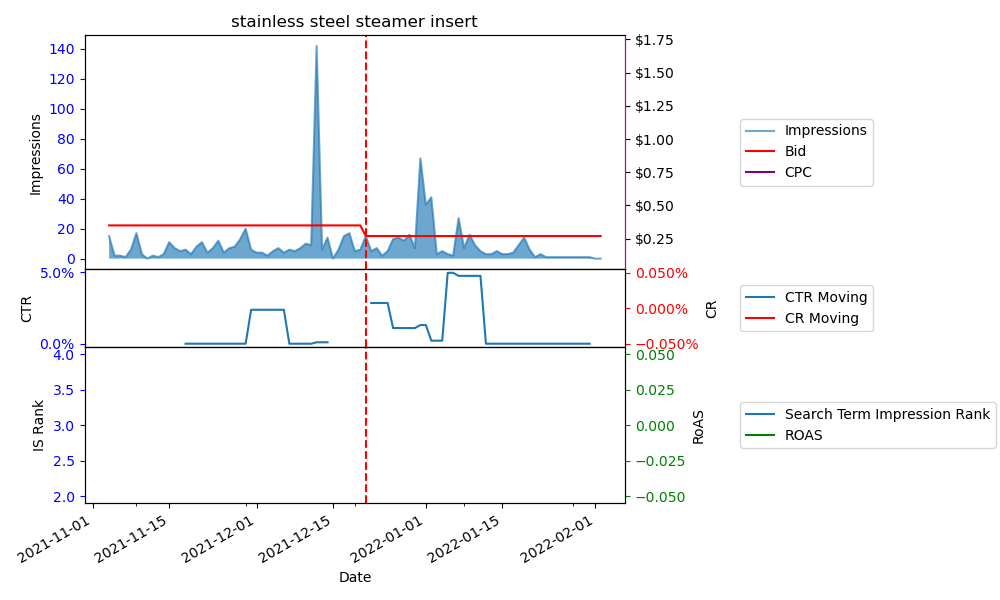 stainless steel steamer insert
Impressions
140
120
100
80
60
40
20
0
$1.75
$1.50
$1.25
$1.00
$0.75
$0.50
$0.25
Impressions
Bid
CPC
CTR
5.0%
0.0%
0.050%
0.000%
−0.050%
CR
CTR Moving
CR Moving
IS Rank
4.0
3.5
3.0
2.5
2.0
0.050
0.025
0.000
−0.025
−0.050
RoAS
Search Term Impression Rank
ROAS
2021-11-01
2021-11-15
2021-12-01
2021-12-15
2022-01-01
2022-01-15
2022-02-01
Date